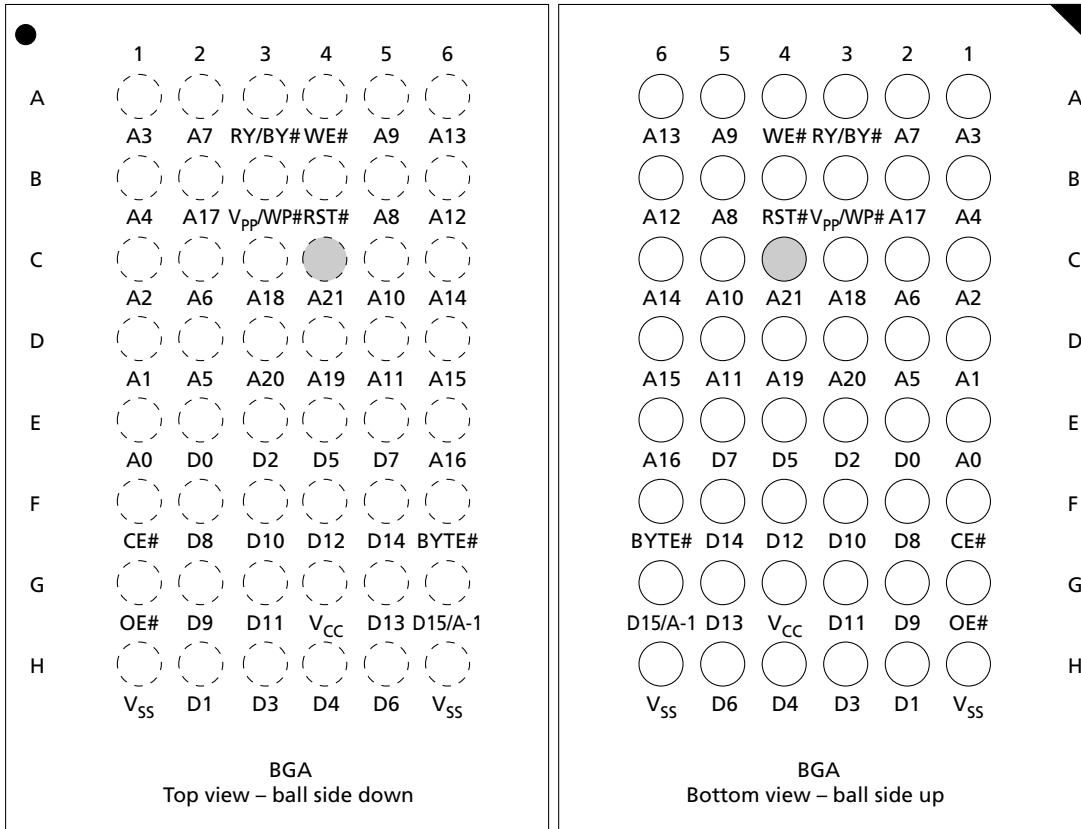 1 2 3 4 5 6
A
A3 A7 RY/BY# WE# A9 A13
B
A4 A17 VPP/WP# RST# A8 A12
C
A2 A6 A18 A21 A10 A14
D
A1 A5 A20 A19 A11 A15
E
A0 D0 D2 D5 D7 A16
F
CE# D8 D10 D12 D14 BYTE#
G
OE# D9 D11 VCC D13 D15/A-1
H
VSS D1 D3 D4 D6 VSS
BGA
Top view – ball side down
6 5 4 3 2 1
A
A13 A9 WE# RY/BY# A7 A3
B
A12 A8 RST# VPP/WP# A17 A4
C
A14 A10 A21 A18 A6 A2
D
A15 A11 A19 A20 A5 A1
E
A16 D7 D5 D2 D0 A0
F
BYTE# D14 D12 D10 D8 CE#
G
D15/A-1 D13 VCC D11 D9 OE#
H
VSS D6 D4 D3 D1 VSS
BGA
Bottom view – ball side up